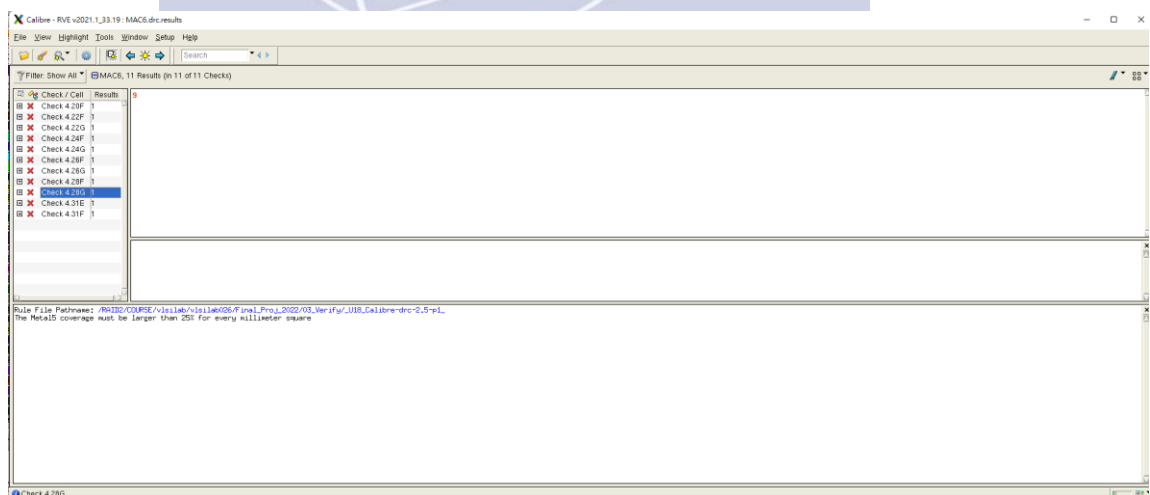 Calibre - RVE v2021.1_33.19 : MAC6.drc.results
File View Highlight Tools Window Setup Help
Search
Filter: Show All MAC6, 11 Results (in 11 of 11 Checks)
Check / Cell Results
Check 4.20F 1
Check 4.22F 1
Check 4.22G 1
Check 4.24F 1
Check 4.24G 1
Check 4.26F 1
Check 4.26G 1
Check 4.28F 1
Check 4.28G 1
Check 4.31E 1
Check 4.31F 1
9
Rule File Pathname: /RAID2/COURSE/vlsilab/vlsilab026/Final_Proj_2022/03_Verify/_U18_Calibre-drc-2.5-p1_
The Metal5 coverage must be larger than 25% for every millimeter square
Check 4.28G